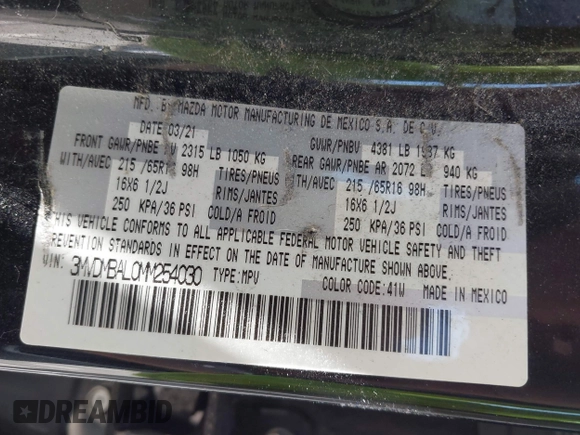 MFD. BY MAZDA MOTOR MANUFACTURING DE MEXICO S.A. DE C.V.
DATE 03/21 GVWR/PNBV 4381 LB 1987 KG
FRONT GAWR/PNBE AV 2315 LB 1050 KG REAR GAWR/PNBE AR 2072 LB 940 KG
WITH/AVEC 215 /65R16 98H TIRES/PNEUS WITH/AVEC 215 /65R16 98H TIRES/PNEUS
16X6 1/2J RIMS/JANTES 16X6 1/2J RIMS/JANTES
250 KPA/36 PSI COLD/A FROID 250 KPA/36 PSI COLD/A FROID
THIS VEHICLE CONFORMS TO ALL APPLICABLE FEDERAL MOTOR VEHICLE SAFETY AND THEFT
PREVENTION STANDARDS IN EFFECT ON THE DATE OF MANUFACTURE SHOWN ABOVE.
VIN: 3MVDMBAL0MM254030 TYPE:MPV COLOR CODE:41W MADE IN MEXICO
DREAMBID